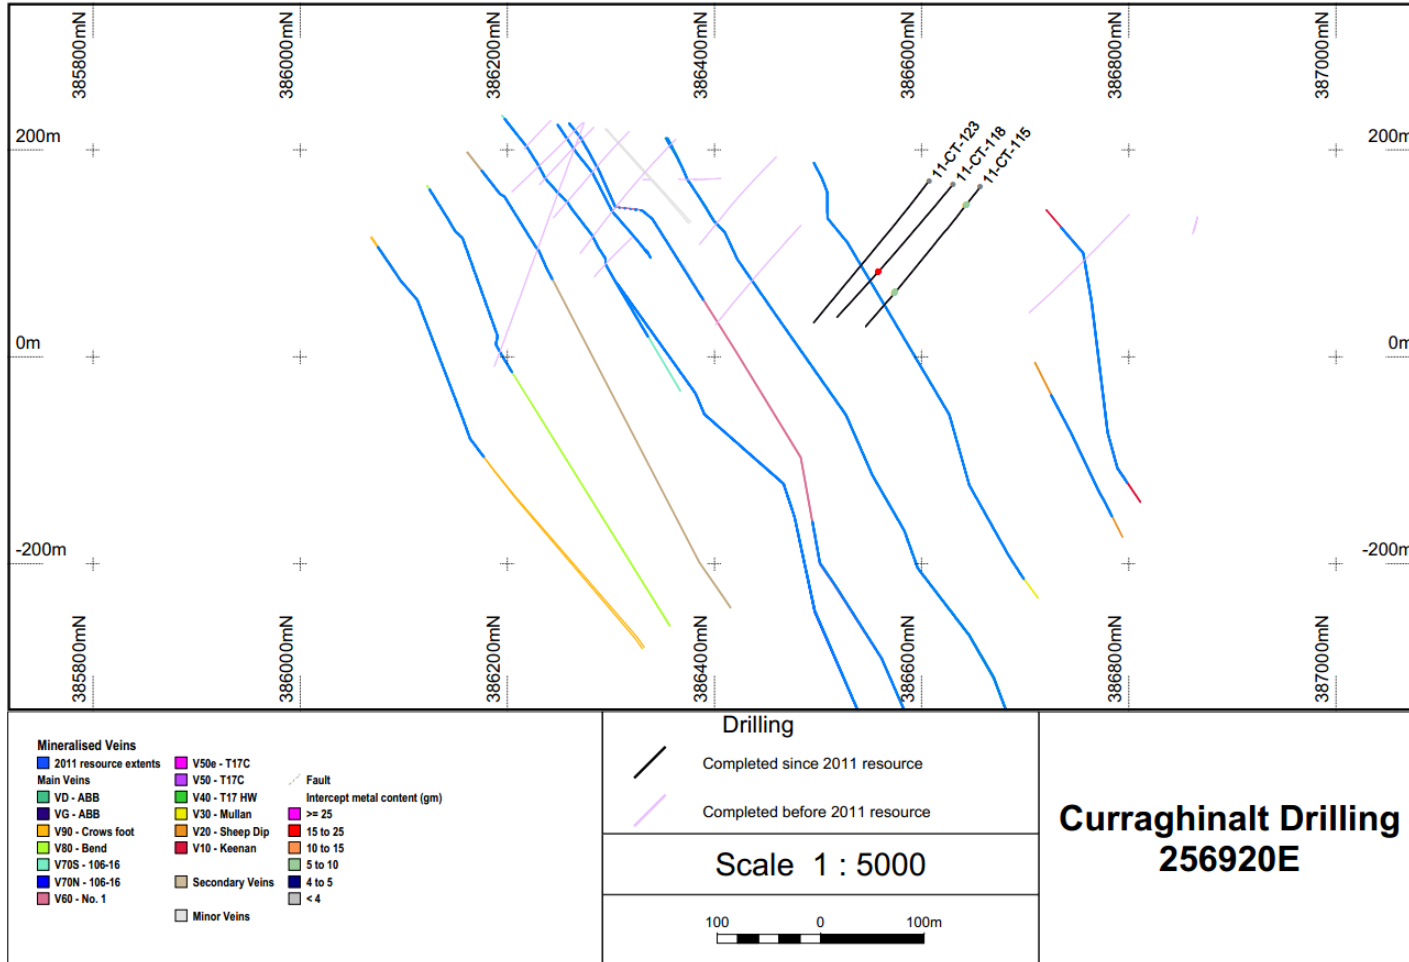 385800mN
386000mN
386200mN
386400mN
386600mN
386800mN
387000mN
11-CT-123
11-CT-118
11-CT-115
200m
200m
0m
0m
-200m
-200m
385800mN
386000mN
386200mN
386400mN
386600mN
386800mN
387000mN
Mineralised Veins
2011 resource extents
Main Veins
VD - ABB
VG - ABB
V90 - Crows foot
V80 - Bend
V70S - 106-16
V70N - 106-16
V60 - No. 1
V50e - T17C
V50 - T17C
V40 - T17 HW
V30 - Mullan
V20 - Sheep Dip
V10 - Keenan
Secondary Veins
Minor Veins
Fault
Intercept metal content (gm)
>= 25
15 to 25
10 to 15
5 to 10
4 to 5
< 4
Drilling
Completed since 2011 resource
Completed before 2011 resource
Scale 1 : 5000
100 0 100m
Curraghinalt Drilling
256920E